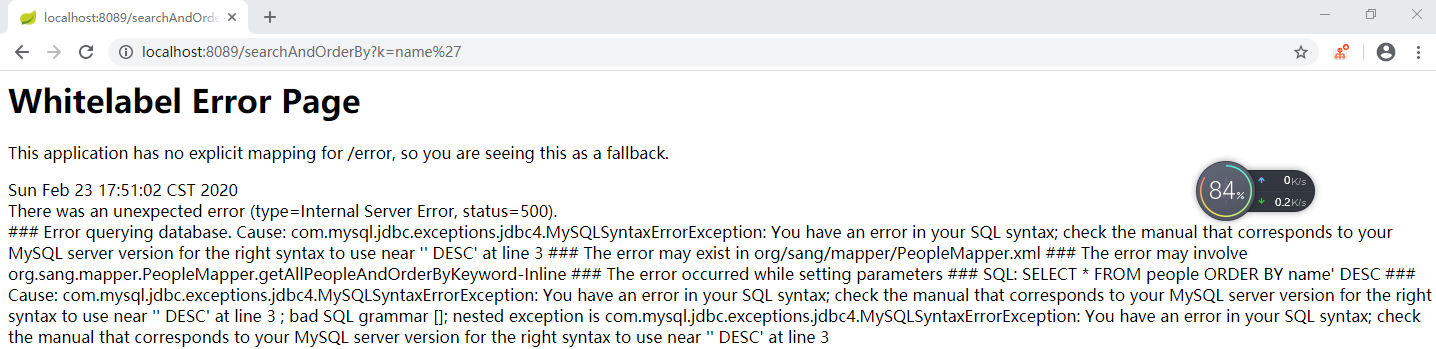 localhost:8089/searchAndOrde
localhost:8089/searchAndOrderBy?k=name%27
Whitelabel Error Page
This application has no explicit mapping for /error, so you are seeing this as a fallback.
Sun Feb 23 17:51:02 CST 2020
There was an unexpected error (type=Internal Server Error, status=500).
### Error querying database. Cause: com.mysql.jdbc.exceptions.jdbc4.MySQLSyntaxErrorException: You have an error in your SQL syntax; check the manual that corresponds to your
MySQL server version for the right syntax to use near '' DESC' at line 3 ### The error may exist in org/sang/mapper/PeopleMapper.xml ### The error may involve
org.sang.mapper.PeopleMapper.getAllPeopleAndOrderByKeyword-Inline ### The error occurred while setting parameters ### SQL: SELECT * FROM people ORDER BY name' DESC ###
Cause: com.mysql.jdbc.exceptions.jdbc4.MySQLSyntaxErrorException: You have an error in your SQL syntax; check the manual that corresponds to your MySQL server version for the right
syntax to use near '' DESC' at line 3 ; bad SQL grammar []; nested exception is com.mysql.jdbc.exceptions.jdbc4.MySQLSyntaxErrorException: You have an error in your SQL syntax; check
the manual that corresponds to your MySQL server version for the right syntax to use near '' DESC' at line 3
84%
0K/s
0.2K/s